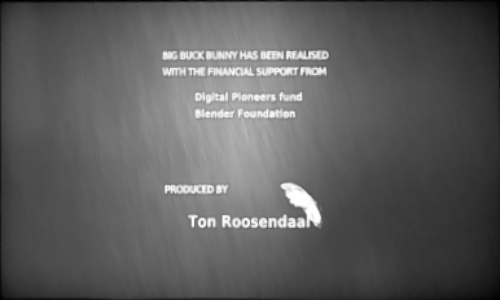 BIG BUCK BUNNY HAS BEEN REALISED
WITH THE FINANCIAL SUPPORT FROM
Digital Pioneers fund
Blender Foundation
PRODUCED BY
Ton Roosendaal